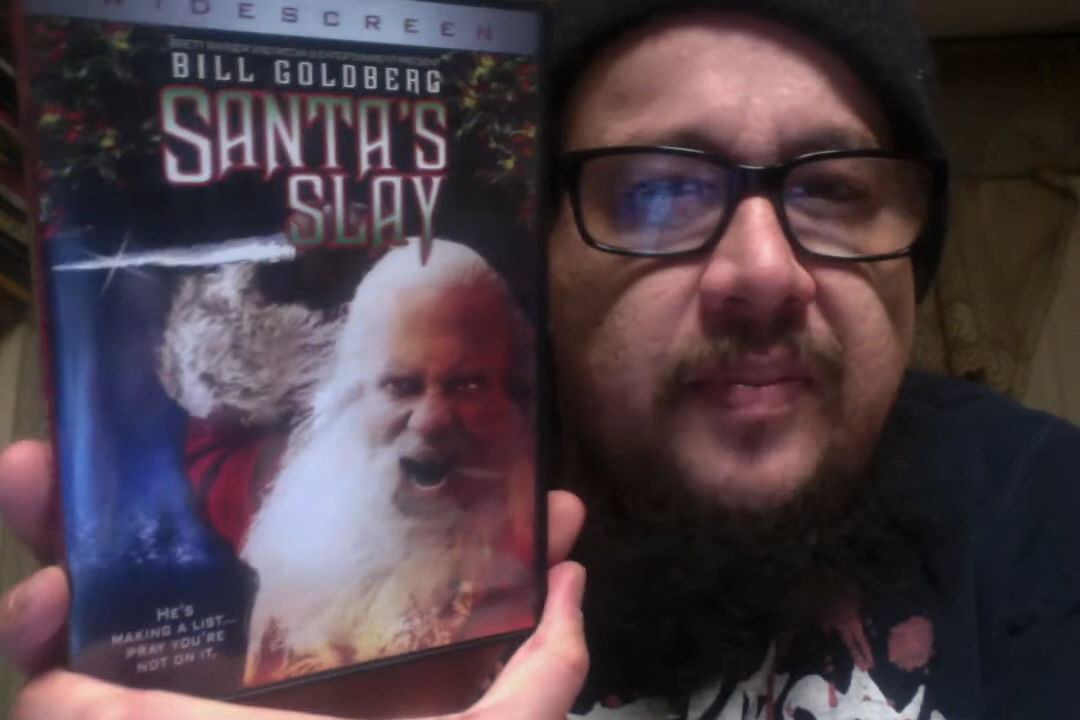 WIDESCREEN
BILL GOLDBERG
SANTA'S
SLAY
HE'S
MAKING A LIST...
PRAY YOU'RE
NOT ON IT.